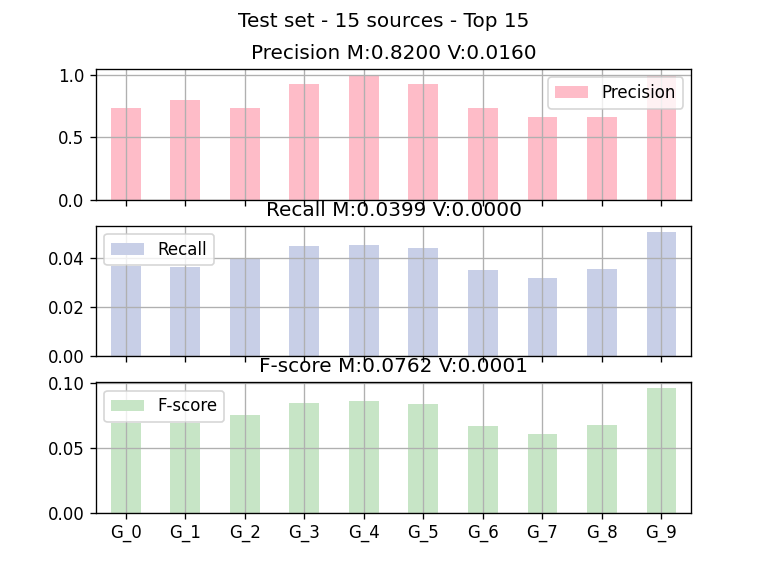 Test set - 15 sources - Top 15
Precision M:0.8200 V:0.0160
1.0
0.5
0.0
Precision
Recall M:0.0399 V:0.0000
0.04
0.02
0.00
Recall
F-score M:0.0762 V:0.0001
0.10
0.05
0.00
F-score
G_0 G_1 G_2 G_3 G_4 G_5 G_6 G_7 G_8 G_9